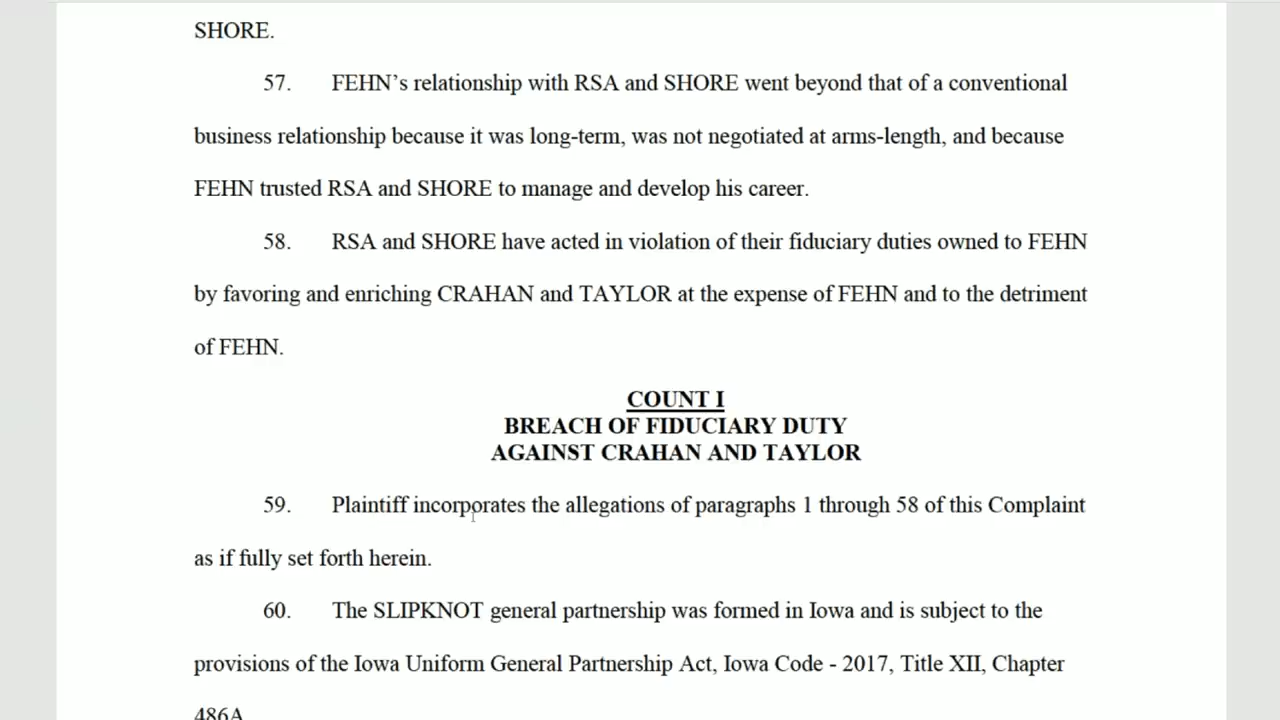 SHORE.
57. FEHN’s relationship with RSA and SHORE went beyond that of a conventional
business relationship because it was long-term, was not negotiated at arms-length, and because
FEHN trusted RSA and SHORE to manage and develop his career.
58. RSA and SHORE have acted in violation of their fiduciary duties owned to FEHN
by favoring and enriching CRAHAN and TAYLOR at the expense of FEHN and to the detriment
of FEHN.
COUNT I
BREACH OF FIDUCIARY DUTY
AGAINST CRAHAN AND TAYLOR
59. Plaintiff incorporates the allegations of paragraphs 1 through 58 of this Complaint
as if fully set forth herein.
60. The SLIPKNOT general partnership was formed in Iowa and is subject to the
provisions of the Iowa Uniform General Partnership Act, Iowa Code - 2017, Title XII, Chapter
486A